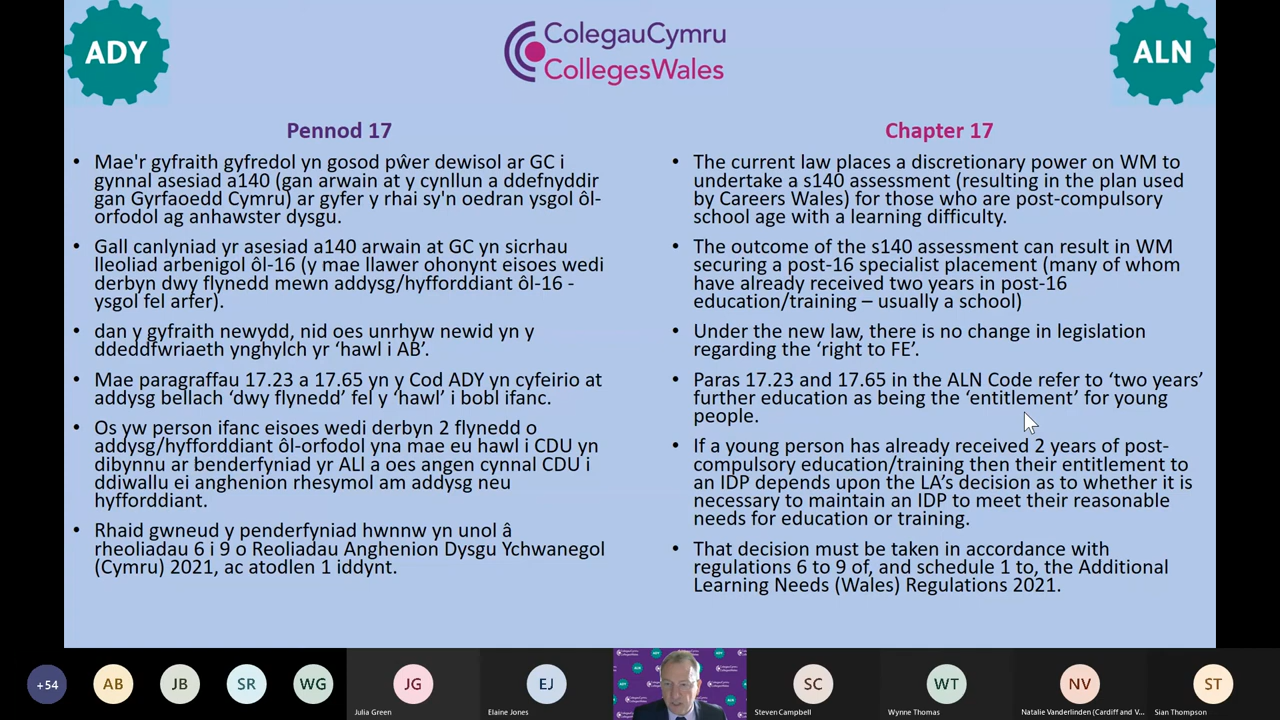 ADY
ColegauCymru
CollegesWales
ALN
Pennod 17
• Mae'r gyfraith gyfredol yn gosod pŵer dewisol ar GC i
gynnal asesiad a140 (gan arwain at y cynllun a ddefnyddir
gan Gyrfaoedd Cymru) ar gyfer y rhai sy'n oedran ysgol ôl-
orfodol ag anhawster dysgu.
• Gall canlyniad yr asesiad a140 arwain at GC yn sicrhau
lleoliad arbenigol ôl-16 (y mae llawer ohonynt eisoes wedi
derbyn dwy flynedd mewn addysg/hyfforddiant ôl-16 -
ysgol fel arfer).
• dan y gyfraith newydd, nid oes unrhyw newid yn y
ddeddfwriaeth ynghylch yr ‘hawl i AB’.
• Mae paragraffau 17.23 a 17.65 yn y Cod ADY yn cyfeirio at
addysg bellach ‘dwy flynedd’ fel y ‘hawl’ i bobl ifanc.
• Os yw person ifanc eisoes wedi derbyn 2 flynedd o
addysg/hyfforddiant ôl-orfodol yna mae eu hawl i CDU yn
dibynnu ar benderfyniad yr ALl a oes angen cynnal CDU i
ddiwallu ei anghenion rhesymol am addysg neu
hyfforddiant.
• Rhaid gwneud y penderfyniad hwnnw yn unol â
rheoliadau 6 i 9 o Reoliadau Anghenion Dysgu Ychwanegol
(Cymru) 2021, ac atodlen 1 iddynt.
Chapter 17
• The current law places a discretionary power on WM to
undertake a s140 assessment (resulting in the plan used
by Careers Wales) for those who are post-compulsory
school age with a learning difficulty.
• The outcome of the s140 assessment can result in WM
securing a post-16 specialist placement (many of whom
have already received two years in post-16
education/training – usually a school)
• Under the new law, there is no change in legislation
regarding the ‘right to FE’.
• Paras 17.23 and 17.65 in the ALN Code refer to ‘two years’
further education as being the ‘entitlement’ for young
people.
• If a young person has already received 2 years of post-
compulsory education/training then their entitlement to
an IDP depends upon the LA’s decision as to whether it is
necessary to maintain an IDP to meet their reasonable
needs for education or training.
• That decision must be taken in accordance with
regulations 6 to 9 of, and schedule 1 to, the Additional
Learning Needs (Wales) Regulations 2021.
+54
AB
JB
SR
WG
JG
Julia Green
EJ
Elaine Jones
SC
Steven Campbell
WT
Wynne Thomas
NV
Natalie Vanderlinden (Cardiff and V...
ST
Sian Thompson